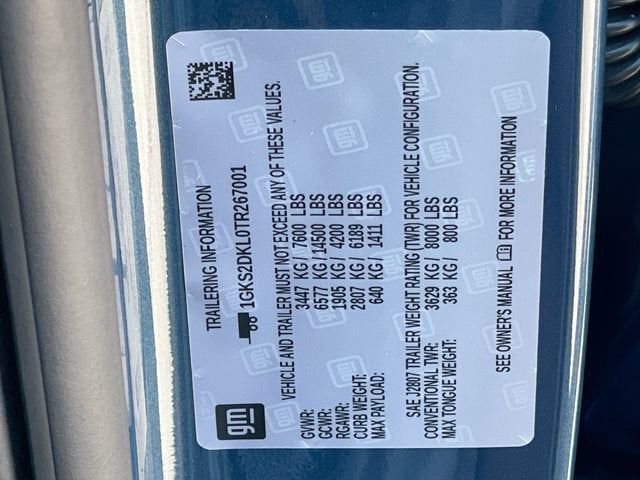 gm
TRAILERING INFORMATION
1GKS2DKL0TR267001
VEHICLE AND TRAILER MUST NOT EXCEED ANY OF THESE VALUES.
GVWR: 3447 KG/ 7600 LBS
GCWR: 6577 KG/14500 LBS
RGAWR: 1905 KG/ 4200 LBS
CURB WEIGHT: 2807 KG/ 6189 LBS
MAX PAYLOAD: 640 KG/ 1411 LBS
SAE J2807 TRAILER WEIGHT RATING (TWR) FOR VEHICLE CONFIGURATION.
CONVENTIONAL TWR: 3629 KG/ 8000 LBS
MAX TONGUE WEIGHT: 363 KG/ 800 LBS
SEE OWNER'S MANUAL FOR MORE INFORMATION